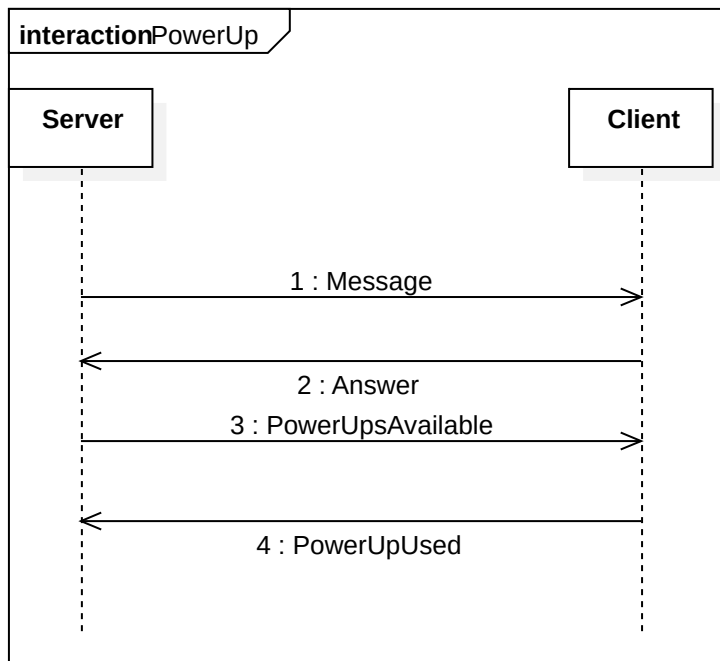 interactionPowerUp
Server
Client
1 : Message
2 : Answer
3 : PowerUpsAvailable
4 : PowerUpUsed